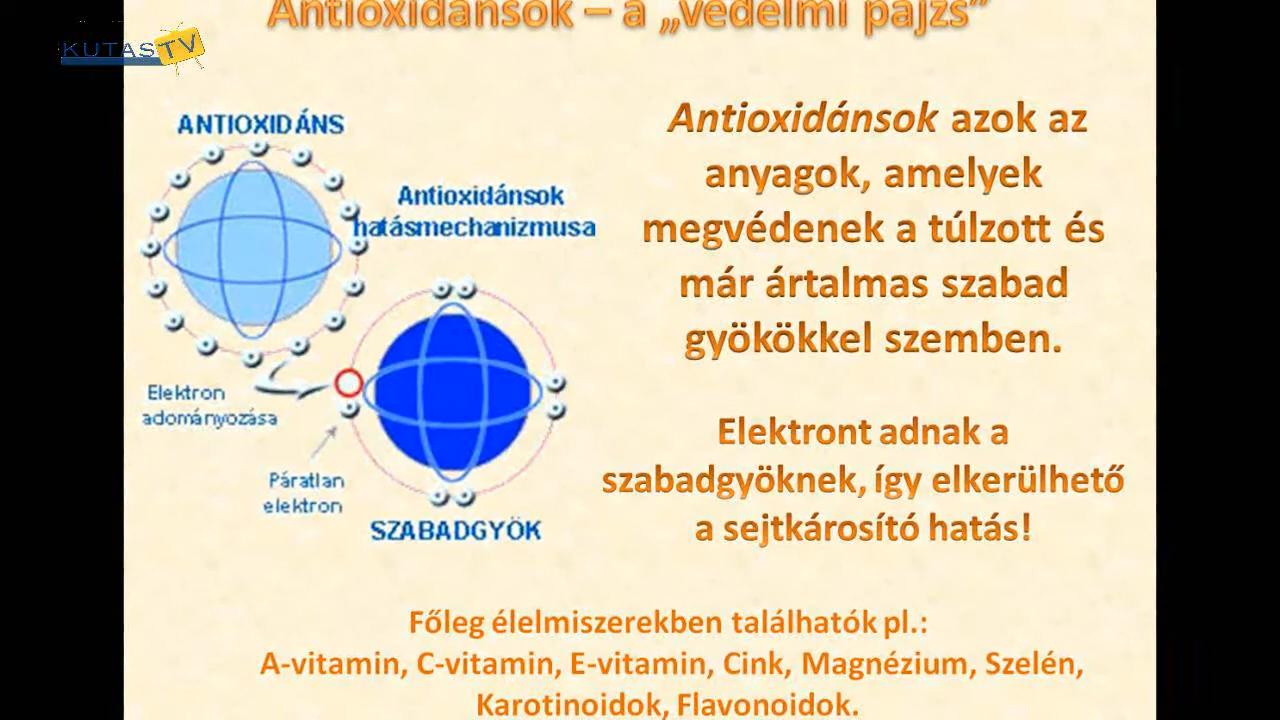 Antioxidánsok – a „védelmi pajzs”
KUTAS TV
ANTIOXIDÁNS
Antioxidánsok
hatásmechanizmusa
Elektron
adományozása
Páratlan
elektron
SZABADGYÖK
Antioxidánsok azok az
anyagok, amelyek
megvédenek a túlzott és
már ártalmas szabad
gyökökkel szemben.
Elektront adnak a
szabadgyöknek, így elkerülhető
a sejtkárosító hatás!
Főleg élelmiszerekben találhatók pl.:
A-vitamin, C-vitamin, E-vitamin, Cink, Magnézium, Szelén,
Karotinoidok, Flavonoidok.